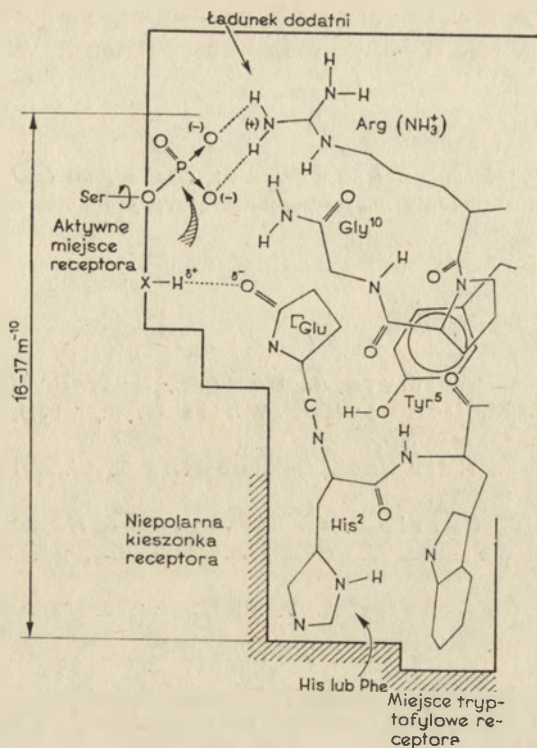 Ładunek dodatni
H
H
N
H
(-)
(+)
O
N
O
H
Arg (NH₃⁺)
P
H
N
Ser
O
O(-)
H
O
N
H
Gly¹⁰
Aktywne
miejsce
receptora
H
O
N
N
X-H
δ+
δ-
O
⌈Glu
O
N
O
Tyr⁵
16-17 m⁻¹⁰
C
H-O
O
N
H
N
O
His²
Niepolarna
kieszonka
receptora
N
N-H
N
His lub Phe
Miejsce tryp-
tofylowe re-
ceptora